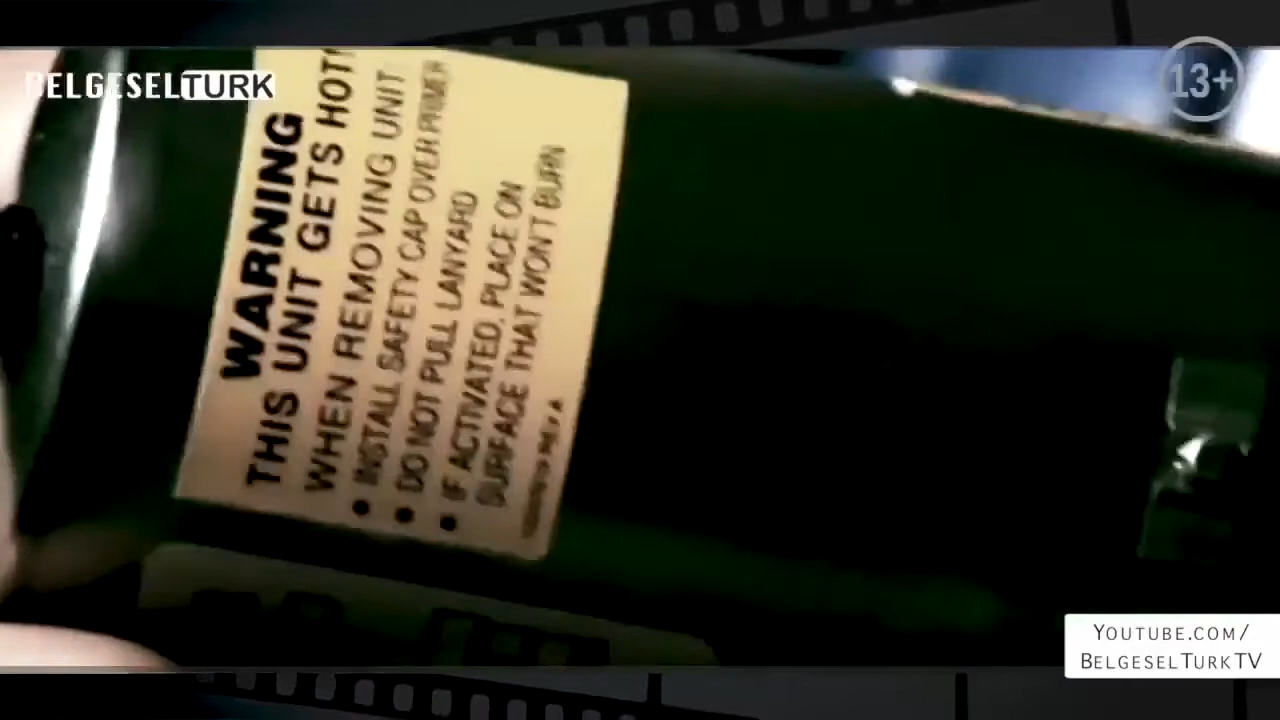 BELGESELTURK
13+
WARNING
THIS UNIT GETS HOT!
WHEN REMOVING UNIT:
• INSTALL SAFETY CAP OVER PRIMER
• DO NOT PULL LANYARD
• IF ACTIVATED, PLACE ON
SURFACE THAT WON'T BURN
REV A
YOUTUBE.COM/
BELGESELTURKTV